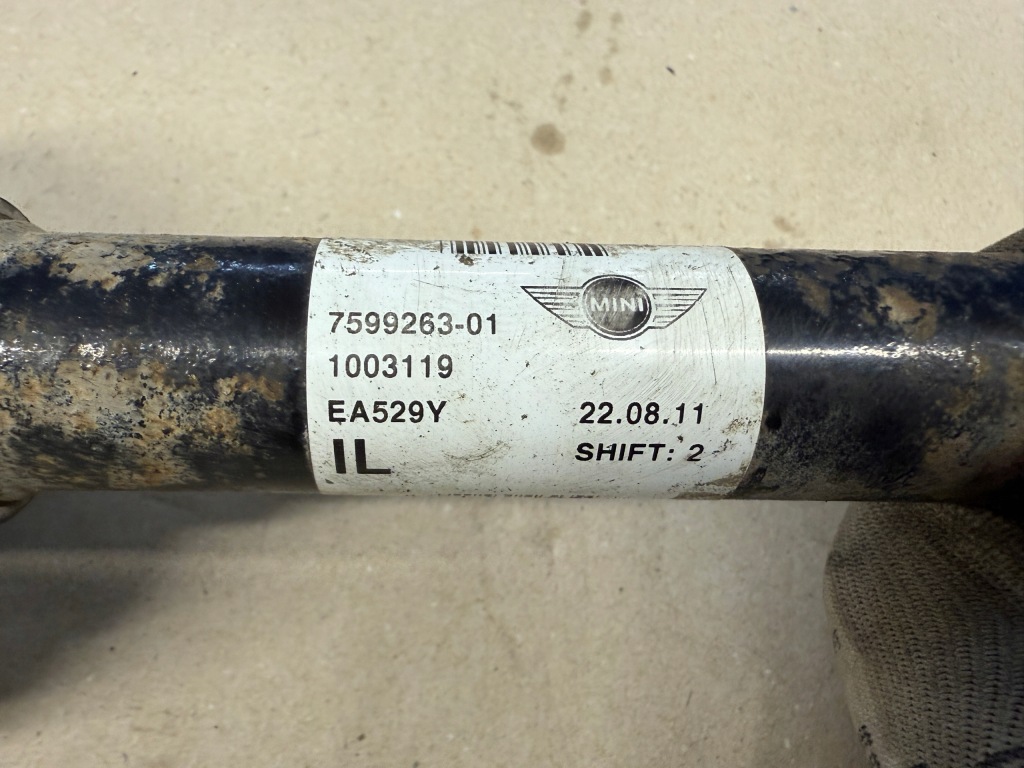 MINI
7599263-01
1003119
EA529Y 22.08.11
IL SHIFT: 2